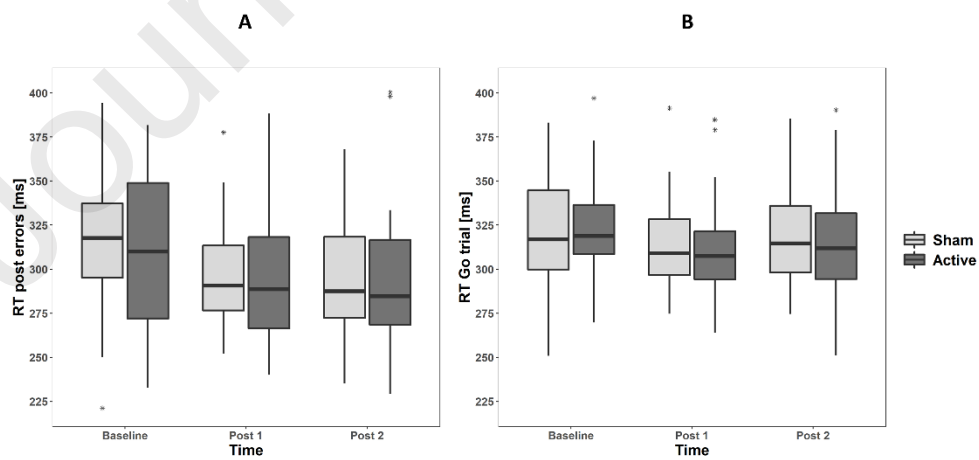 A
B
RT post errors [ms]
400
375
350
325
300
275
250
225
Baseline
Post 1
Post 2
Time
RT Go trial [ms]
400
375
350
325
300
275
250
225
Baseline
Post 1
Post 2
Time
Sham
Active